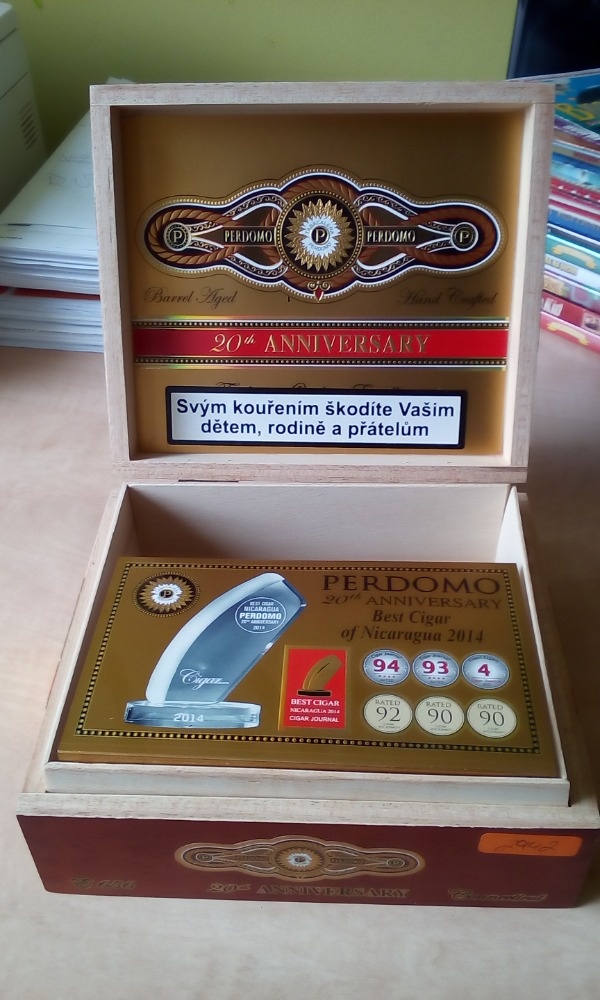 P PERDOMO P PERDOMO P
Barrel Aged Hand Crafted
20th ANNIVERSARY
Svým kouřením škodíte Vašim
dětem, rodině a přátelům
P
PERDOMO
20th ANNIVERSARY
Best Cigar
of Nicaragua 2014
BEST CIGAR
NICARAGUA
PERDOMO
20TH ANNIVERSARY
2014
Cigar
2014
BEST CIGAR
NICARAGUA 2014
CIGAR JOURNAL
94 93 4
RATED RATED RATED
92 90 90
20th ANNIVERSARY